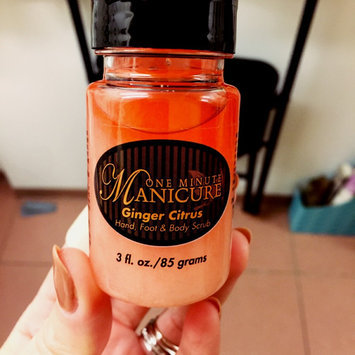 ONE MINUTE
MANICURE
Ginger Citrus
Hand, Foot & Body Scrub
3 fl. oz./85 grams